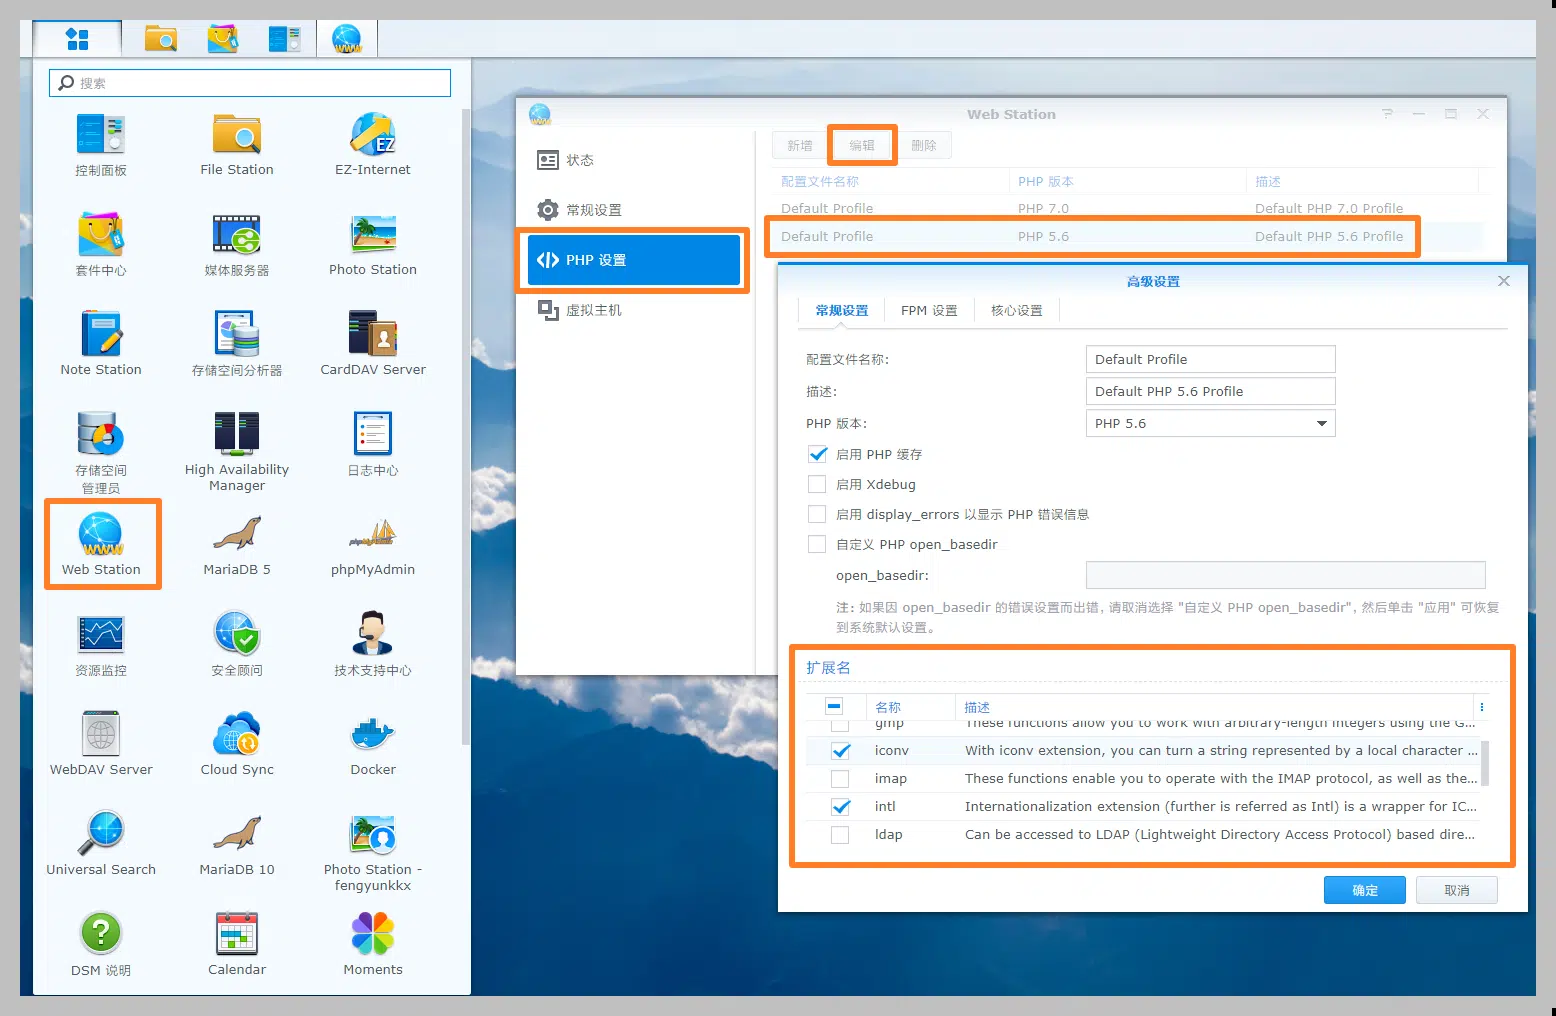 搜索
控制面板
File Station
EZ-Internet
EZ
套件中心
媒体服务器
Photo Station
Note Station
存储空间分析器
CardDAV Server
存储空间
管理员
High Availability
Manager
日志中心
WWW
Web Station
MariaDB 5
phpMyAdmin
资源监控
安全顾问
技术支持中心
WebDAV Server
Cloud Sync
Docker
Universal Search
MariaDB 10
Photo Station -
fengyunkkx
DSM 说明
Calendar
Moments
Web Station
状态
常规设置
PHP 设置
虚拟主机
新增
编辑
删除
配置文件名称 PHP 版本 描述
Default Profile PHP 7.0 Default PHP 7.0 Profile
Default Profile PHP 5.6 Default PHP 5.6 Profile
高级设置
常规设置 FPM 设置 核心设置
配置文件名称: Default Profile
描述: Default PHP 5.6 Profile
PHP 版本: PHP 5.6
启用 PHP 缓存
启用 Xdebug
启用 display_errors 以显示 PHP 错误信息
自定义 PHP open_basedir
open_basedir:
注: 如果因 open_basedir 的错误设置而出错, 请取消选择 "自定义 PHP open_basedir", 然后单击 "应用" 可恢复
到系统默认设置。
扩展名
名称 描述
gmp These functions allow you to work with arbitrary-length integers using the G...
iconv With iconv extension, you can turn a string represented by a local character ...
imap These functions enable you to operate with the IMAP protocol, as well as the...
intl Internationalization extension (further is referred as Intl) is a wrapper for IC...
ldap Can be accessed to LDAP (Lightweight Directory Access Protocol) based dire...
确定 取消